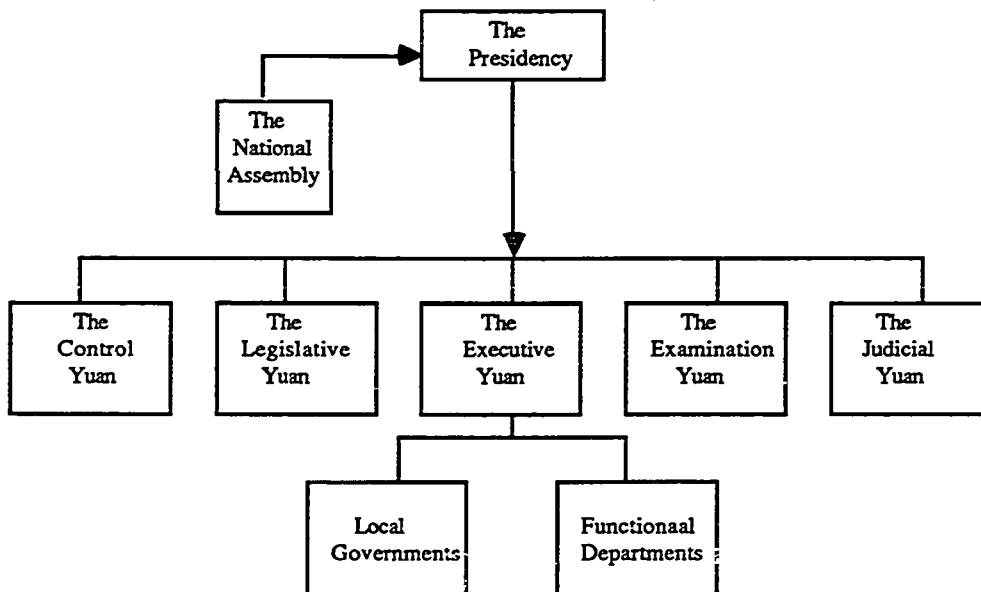 The
Presidency
The
National
Assembly
The
Control
Yuan
The
Legislative
Yuan
The
Executive
Yuan
The
Examination
Yuan
The
Judicial
Yuan
Local
Governments
Functionaal
Departments